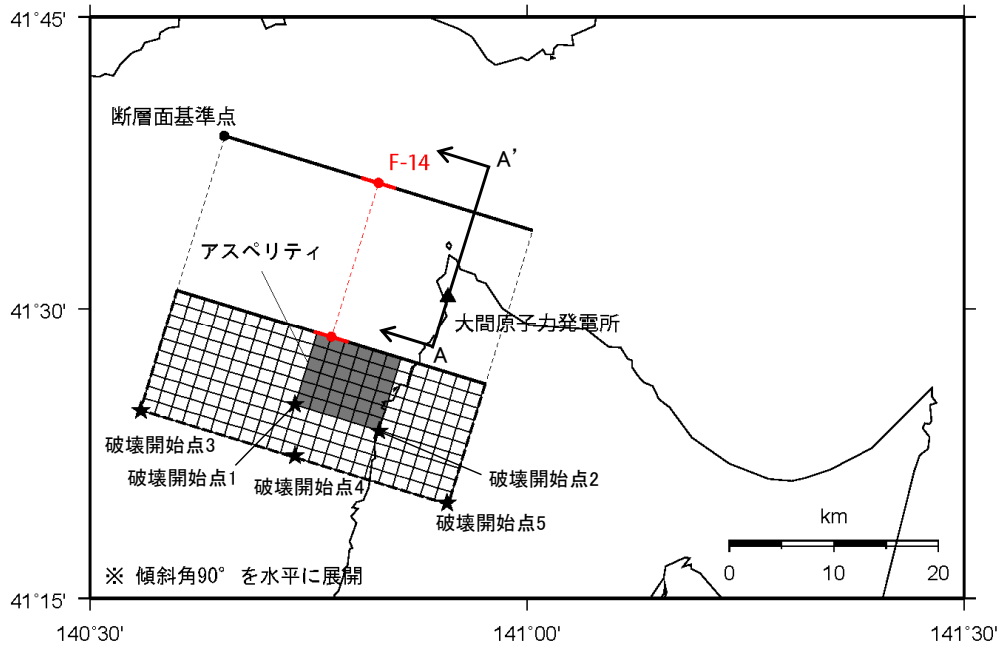 41°45'
断層面基準点
F-14
A’
アスペリティ
41°30'
大間原子力発電所
A
破壊開始点3
破壊開始点1
破壊開始点4
破壊開始点2
破壊開始点5
km
0 10 20
※ 傾斜角90°を水平に展開
41°15'
140°30' 141°00' 141°30'